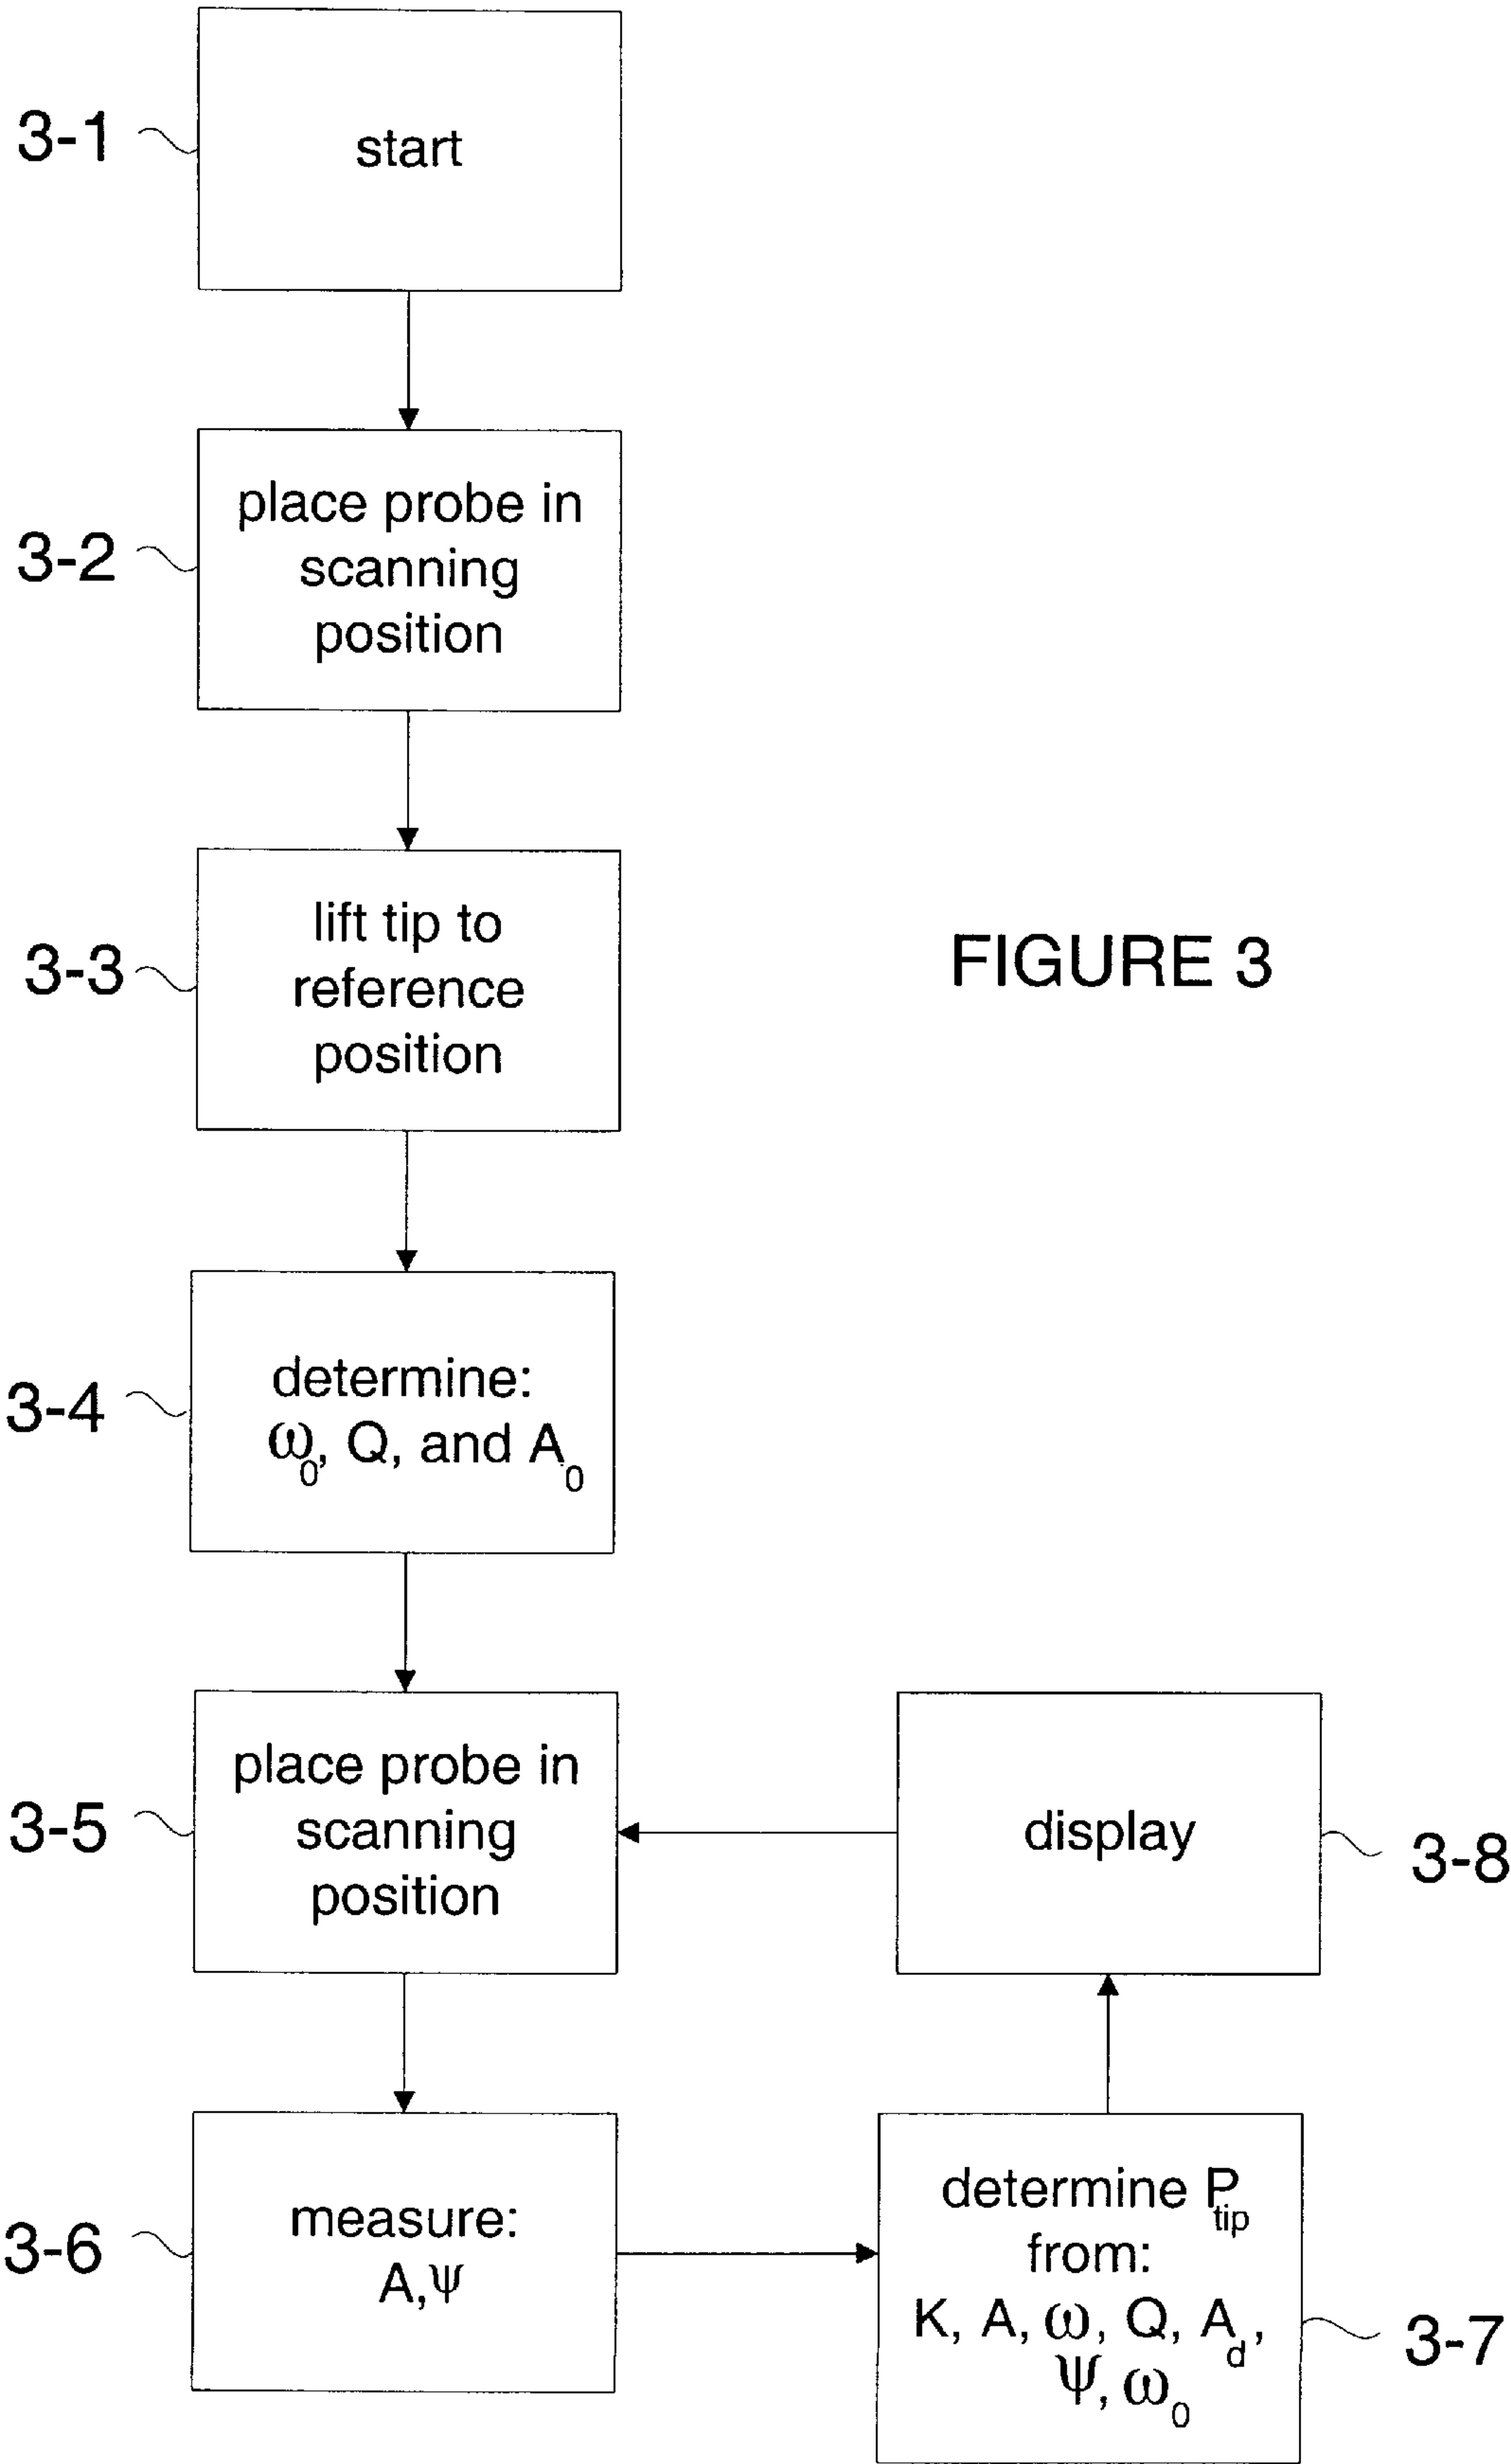 3-1
start
3-2
place probe in
scanning
position
3-3
lift tip to
reference
position
FIGURE 3
3-4
determine:
ω₀, Q, and A₀
3-5
place probe in
scanning
position
display
3-8
3-6
measure:
A, ψ
determine P_tip
from:
K, A, ω, Q, A_d,
ψ, ω₀
3-7